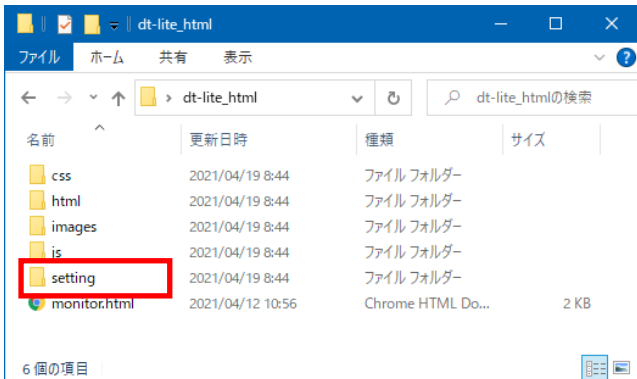 dt-lite_html
ファイル ホーム 共有 表示
dt-lite_html dt-lite_htmlの検索
名前 更新日時 種類 サイズ
css 2021/04/19 8:44 ファイル フォルダー
html 2021/04/19 8:44 ファイル フォルダー
images 2021/04/19 8:44 ファイル フォルダー
js 2021/04/19 8:44 ファイル フォルダー
setting 2021/04/19 8:44 ファイル フォルダー
monitor.html 2021/04/12 10:56 Chrome HTML Do... 2 KB
6 個の項目